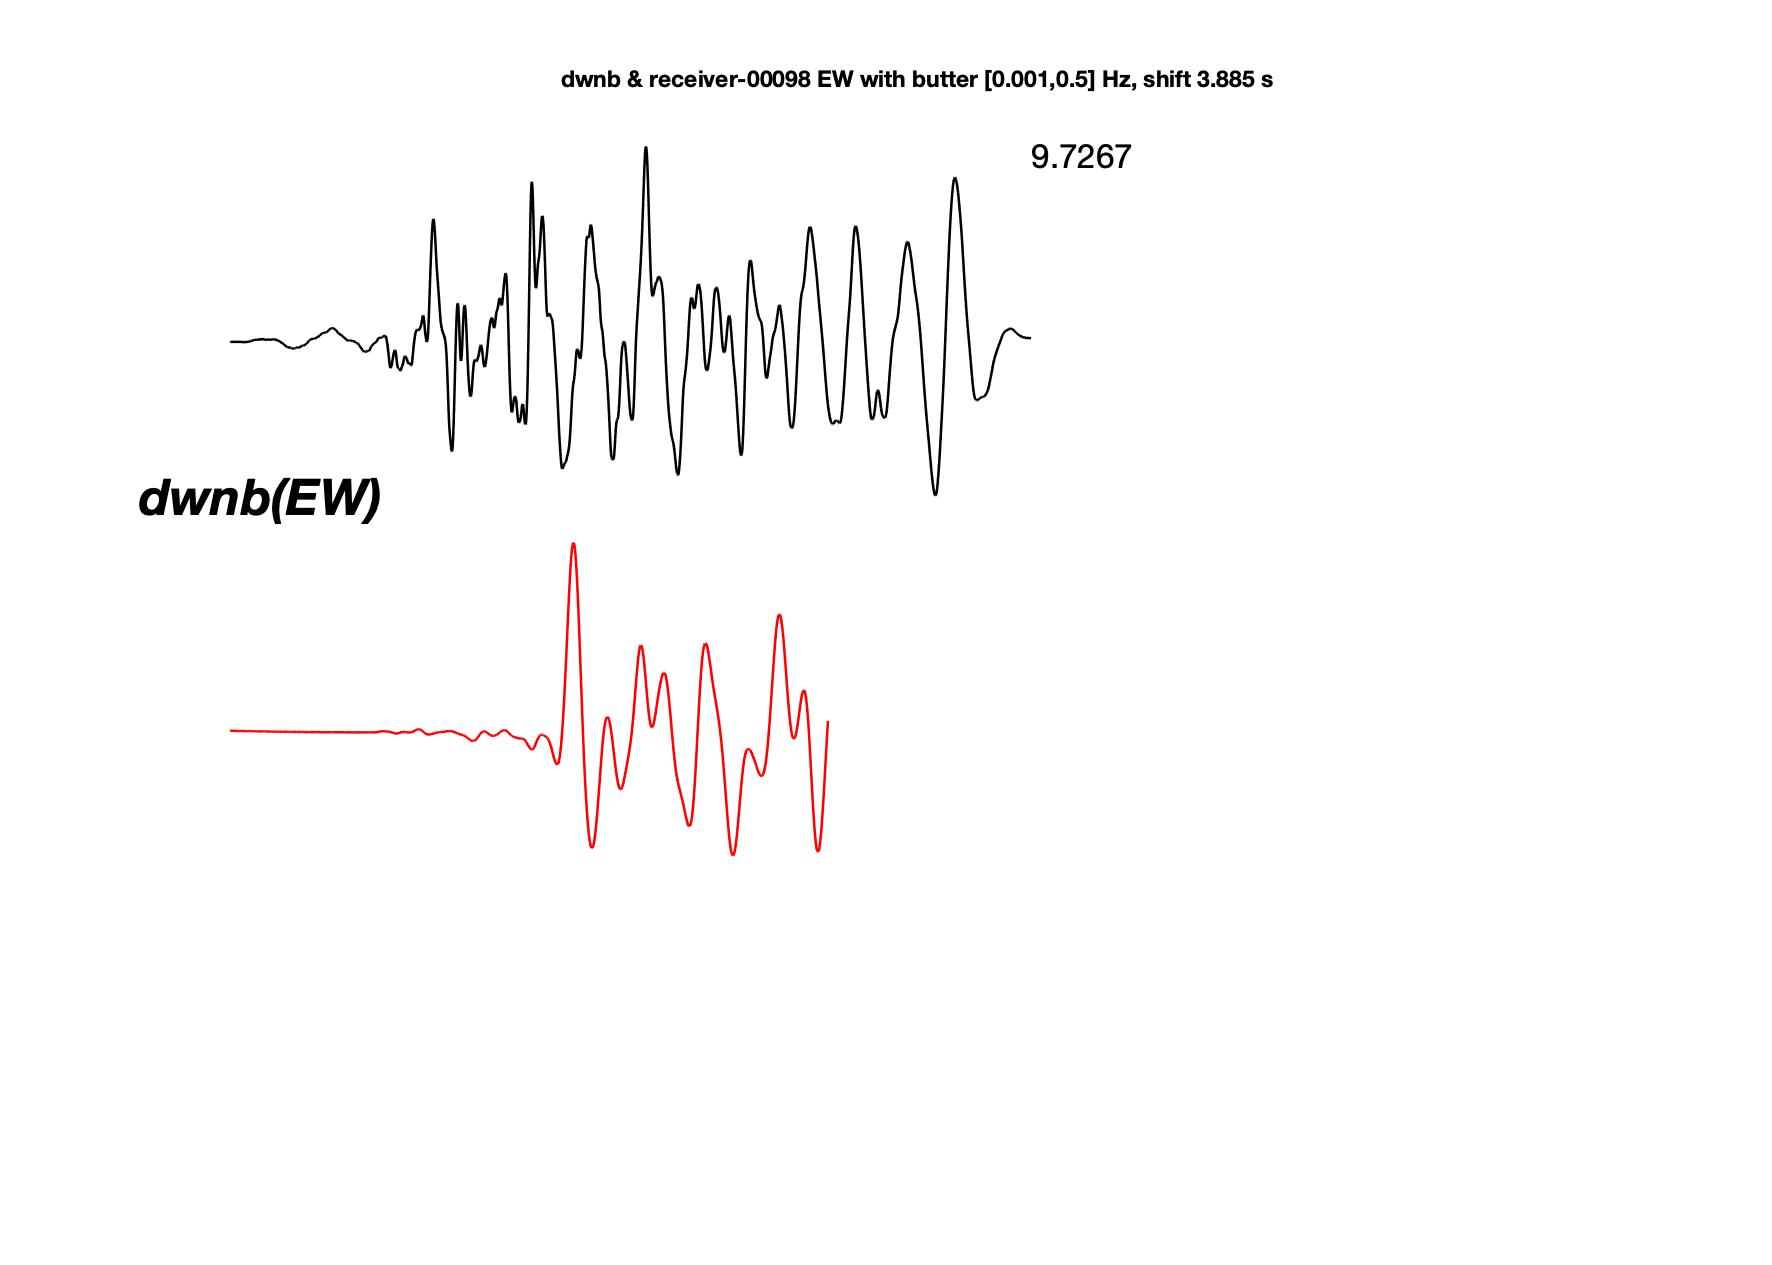 dwnb & receiver-00098 EW with butter [0.001,0.5] Hz, shift 3.885 s
9.7267
dwnb(EW)